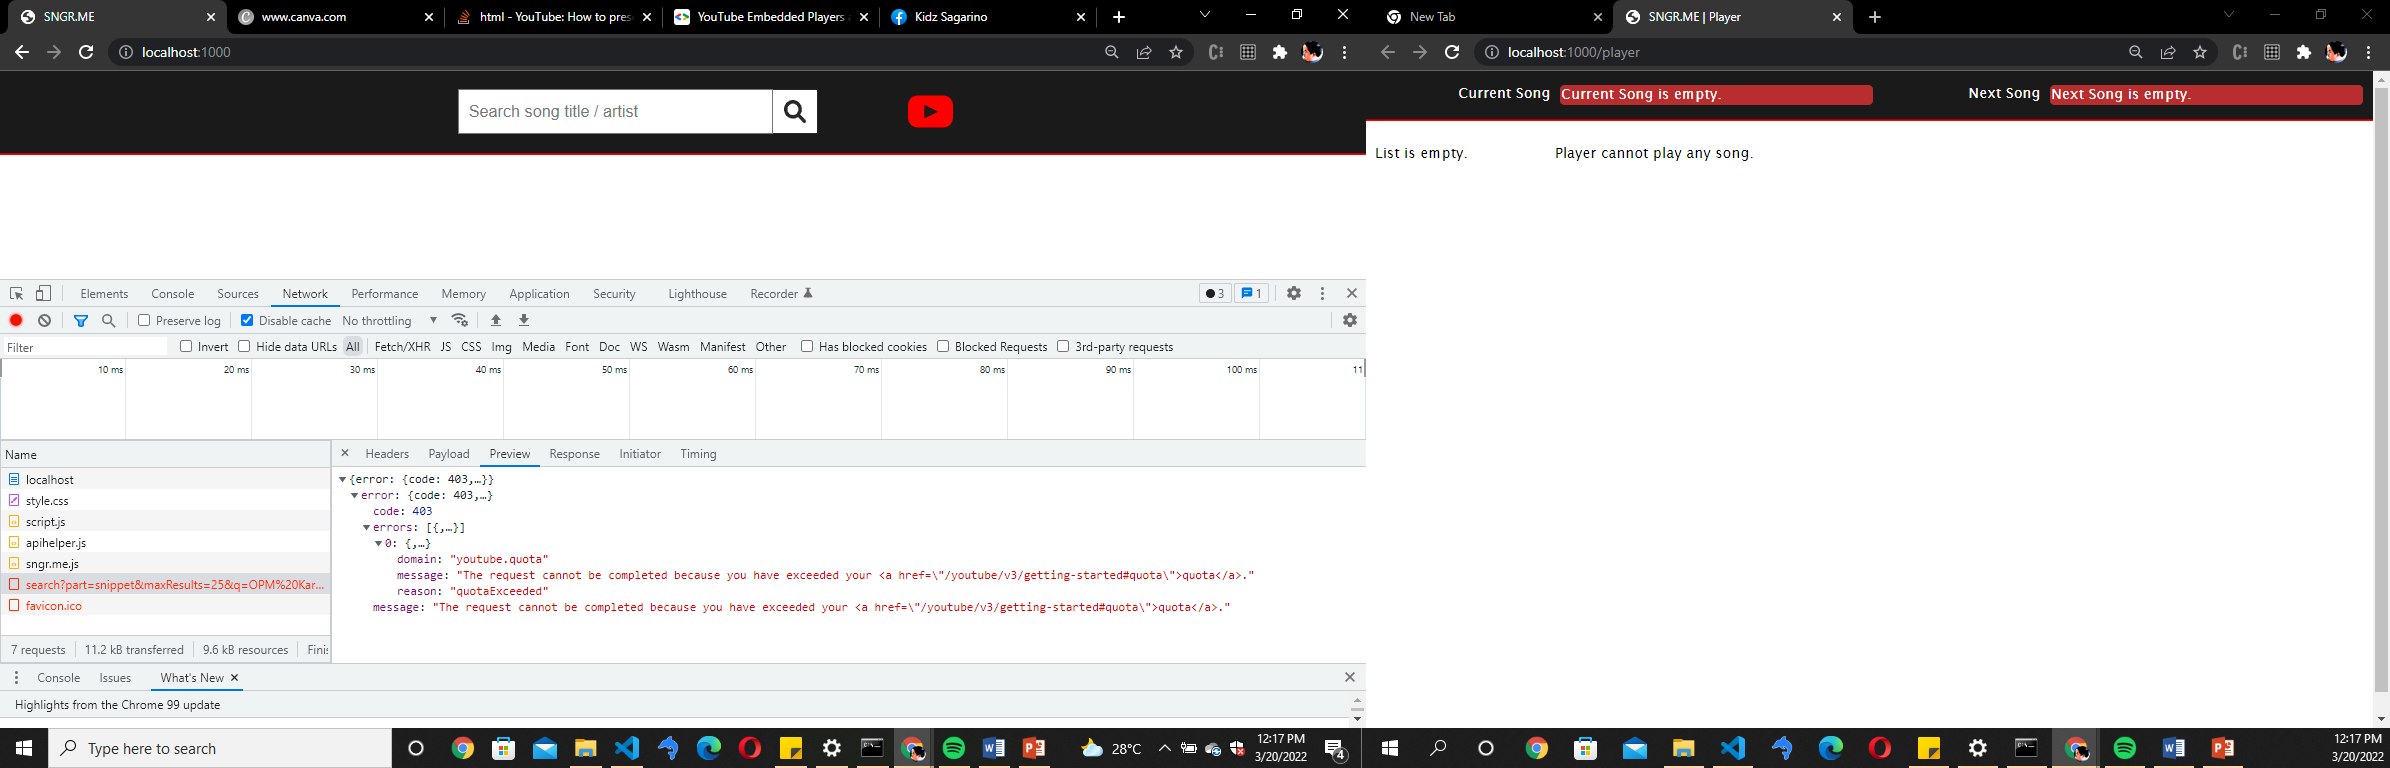 SNGR.ME
www.canva.com
html - YouTube: How to pres
YouTube Embedded Players a
Kidz Sagarino
localhost:1000
Search song title / artist
Elements Console Sources Network Performance Memory Application Security Lighthouse Recorder 3 1
Preserve log Disable cache No throttling
Filter Invert Hide data URLs All Fetch/XHR JS CSS Img Media Font Doc WS Wasm Manifest Other Has blocked cookies Blocked Requests 3rd-party requests
10 ms 20 ms 30 ms 40 ms 50 ms 60 ms 70 ms 80 ms 90 ms 100 ms 11
Name
localhost
style.css
script.js
apihelper.js
sngr.me.js
search?part=snippet&maxResults=25&q=OPM%20Kar...
favicon.ico
7 requests 11.2 kB transferred 9.6 kB resources Finis
Headers Payload Preview Response Initiator Timing
{error: {code: 403,…}}
error: {code: 403,…}
code: 403
errors: [{,…}]
0: {,…}
domain: "youtube.quota"
message: "The request cannot be completed because you have exceeded your <a href=\"/youtube/v3/getting-started#quota\">quota</a>."
reason: "quotaExceeded"
message: "The request cannot be completed because you have exceeded your <a href=\"/youtube/v3/getting-started#quota\">quota</a>."
Console Issues What's New
Highlights from the Chrome 99 update
Type here to search
28°C
12:17 PM
3/20/2022
4
New Tab
SNGR.ME | Player
localhost:1000/player
Current Song Current Song is empty. Next Song Next Song is empty.
List is empty. Player cannot play any song.
12:17 PM
3/20/2022